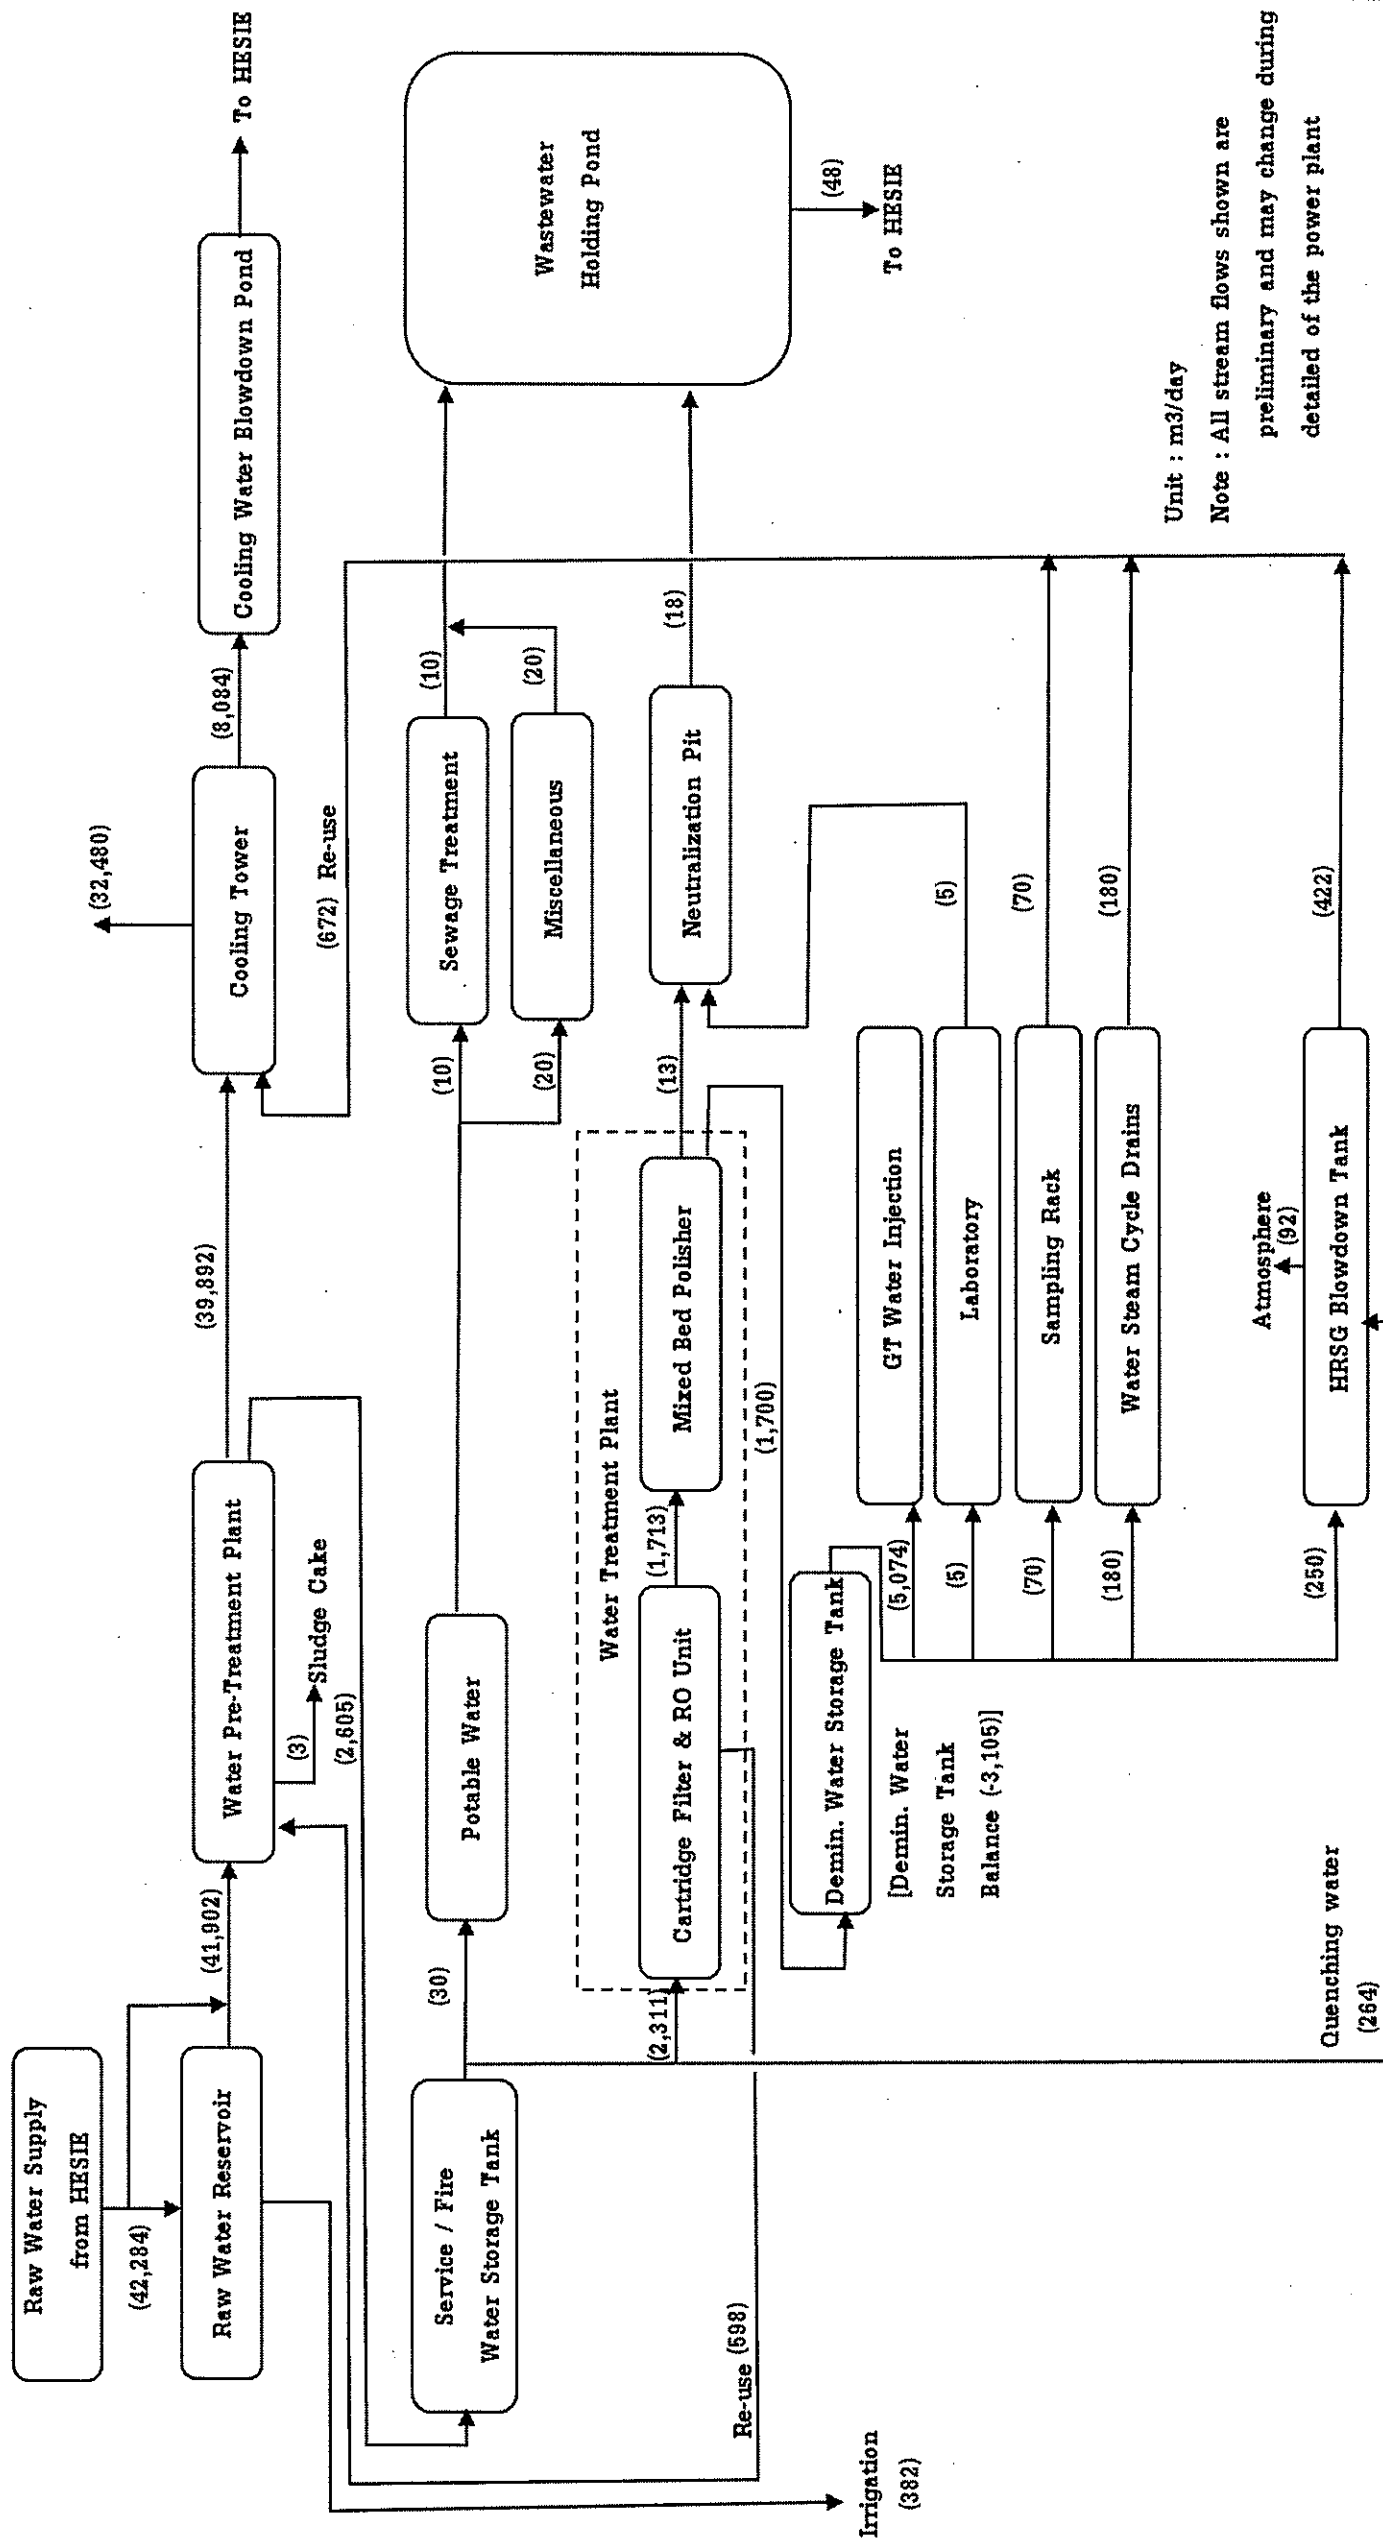 Raw Water Supply
from HESIE
(42,284)
Raw Water Reservoir
(41,902)
Water Pre-Treatment Plant
(3)
Sludge Cake
(2,605)
(39,892)
Cooling Tower
(32,480)
(8,084)
Cooling Water Blowdown Pond
To HESIE
(672) Re-use
Service / Fire
Water Storage Tank
(30)
Potable Water
(10)
Sewage Treatment
(10)
(20)
Miscellaneous
(20)
Wastewater
Holding Pond
(48)
To HESIE
Water Treatment Plant
(2,311)
Cartridge Filter & RO Unit
(1,713)
Mixed Bed Polisher
(13)
Neutralization Pit
(18)
(1,700)
Re-use (598)
Irrigation
(382)
Demin. Water Storage Tank
[Demin. Water
Storage Tank
Balance (-3,105)]
(5,074)
GT Water Injection
(5)
Laboratory
(5)
(70)
Sampling Rack
(70)
(180)
Water Steam Cycle Drains
(180)
Atmosphere
(92)
(250)
HRSG Blowdown Tank
(422)
Quenching water
(264)
Unit : m3/day
Note : All stream flows shown are
preliminary and may change during
detailed of the power plant